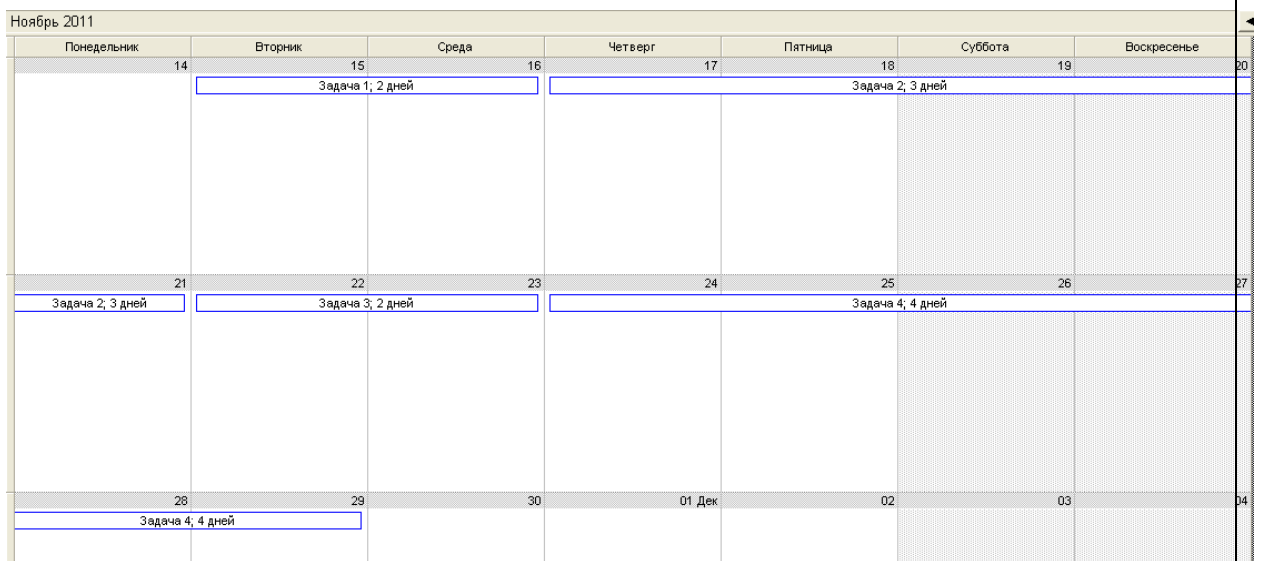 Ноябрь 2011
Понедельник Вторник Среда Четверг Пятница Суббота Воскресенье
14 15 16 17 18 19 20
Задача 1; 2 дней Задача 2; 3 дней
21 22 23 24 25 26 27
Задача 2; 3 дней Задача 3; 2 дней Задача 4; 4 дней
28 29 30 01 Дек 02 03 04
Задача 4; 4 дней